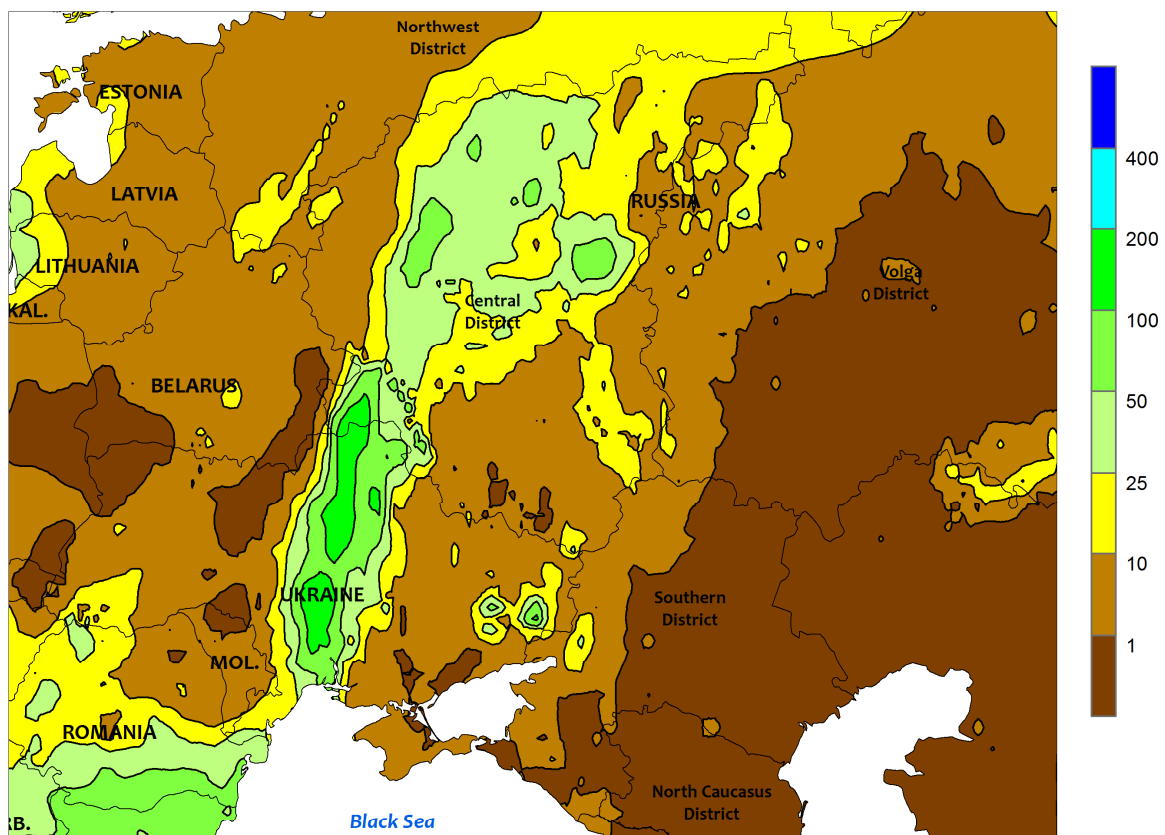 Northwest
District
ESTONIA
400
LATVIA
RUSSIA
200
LITHUANIA
Volga
District
KAL.
Central
District
100
BELARUS
50
25
10
UKRAINE
Southern
District
1
MOL.
ROMANIA
North Caucasus
District
RB.
Black Sea